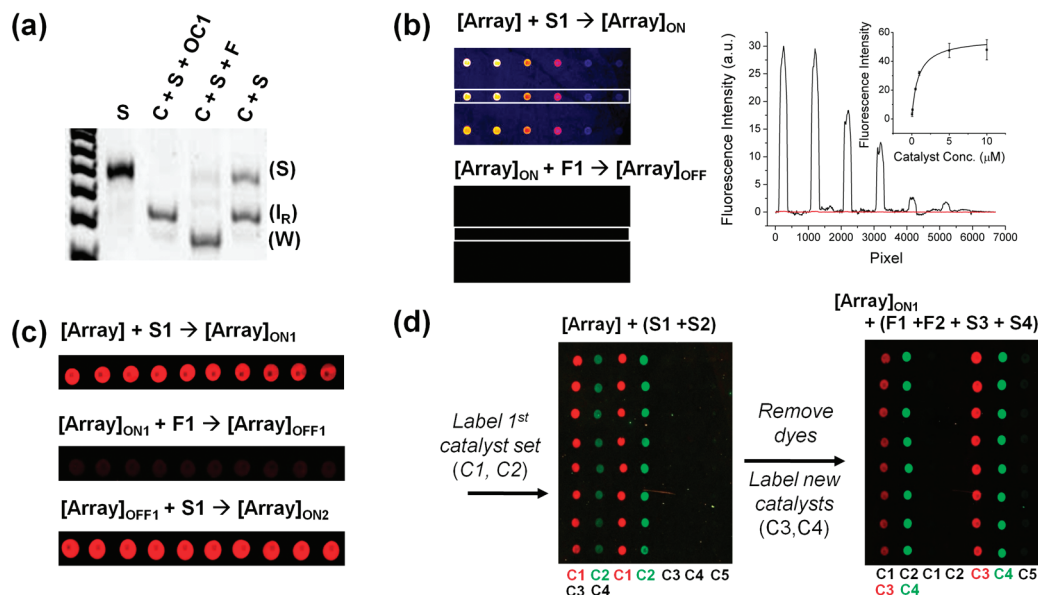 (a)
S
C + S + OC1
C + S + F
C + S
(S)
(I_R)
(W)
(b)
[Array] + S1 → [Array]ON
[Array]ON + F1 → [Array]OFF
Fluorescence Intensity (a.u.)
30
20
10
0
0 1000 2000 3000 4000 5000 6000 7000
Pixel
Fluorescence Intensity
60
40
20
0
0 5 10
Catalyst Conc. (μM)
(c)
[Array] + S1 → [Array]ON1
[Array]ON1 + F1 → [Array]OFF1
[Array]OFF1 + S1 → [Array]ON2
(d)
[Array] + (S1 +S2)
Label 1st
catalyst set
(C1, C2)
C1 C2 C1 C2 C3 C4 C5
C3 C4
Remove
dyes
Label new
catalysts
(C3,C4)
[Array]ON1
+ (F1 +F2 + S3 + S4)
C1 C2 C1 C2 C3 C4 C5
C3 C4